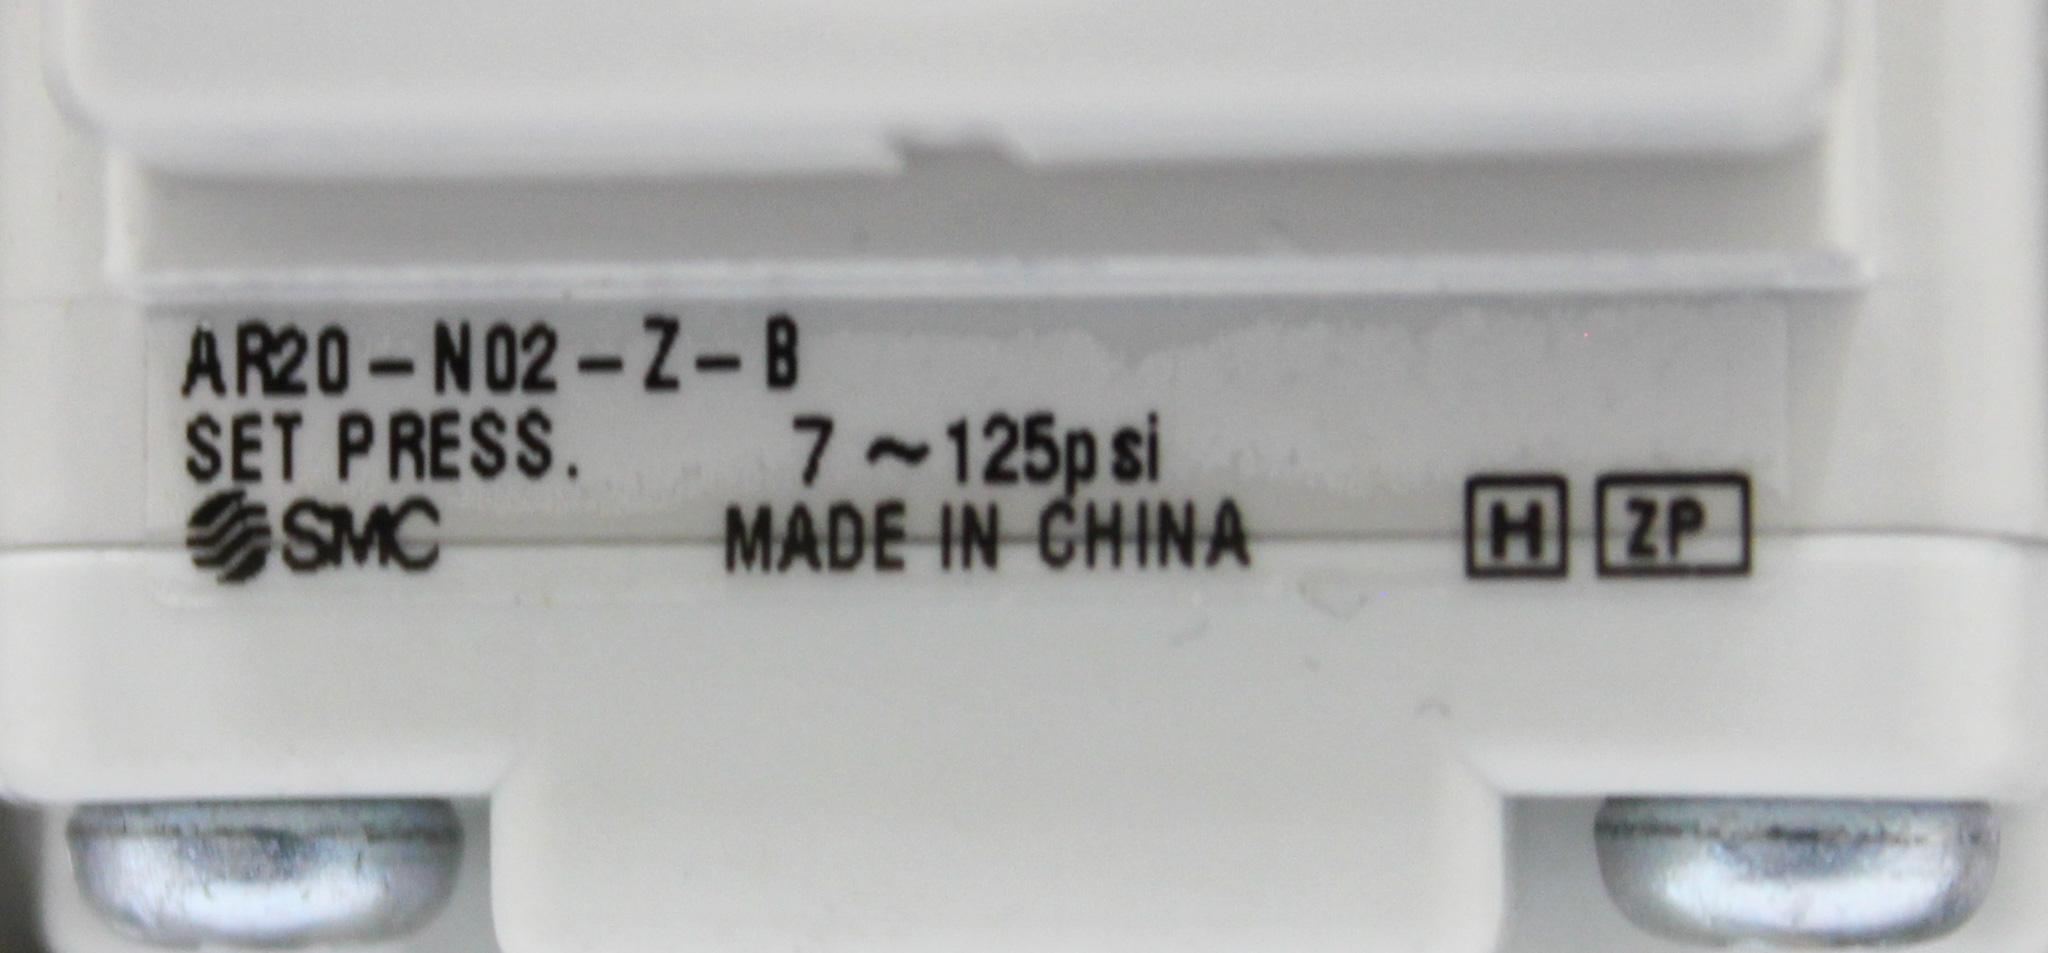 AR20-N02-Z-B
SET PRESS. 7~125psi
SMC MADE IN CHINA H ZP